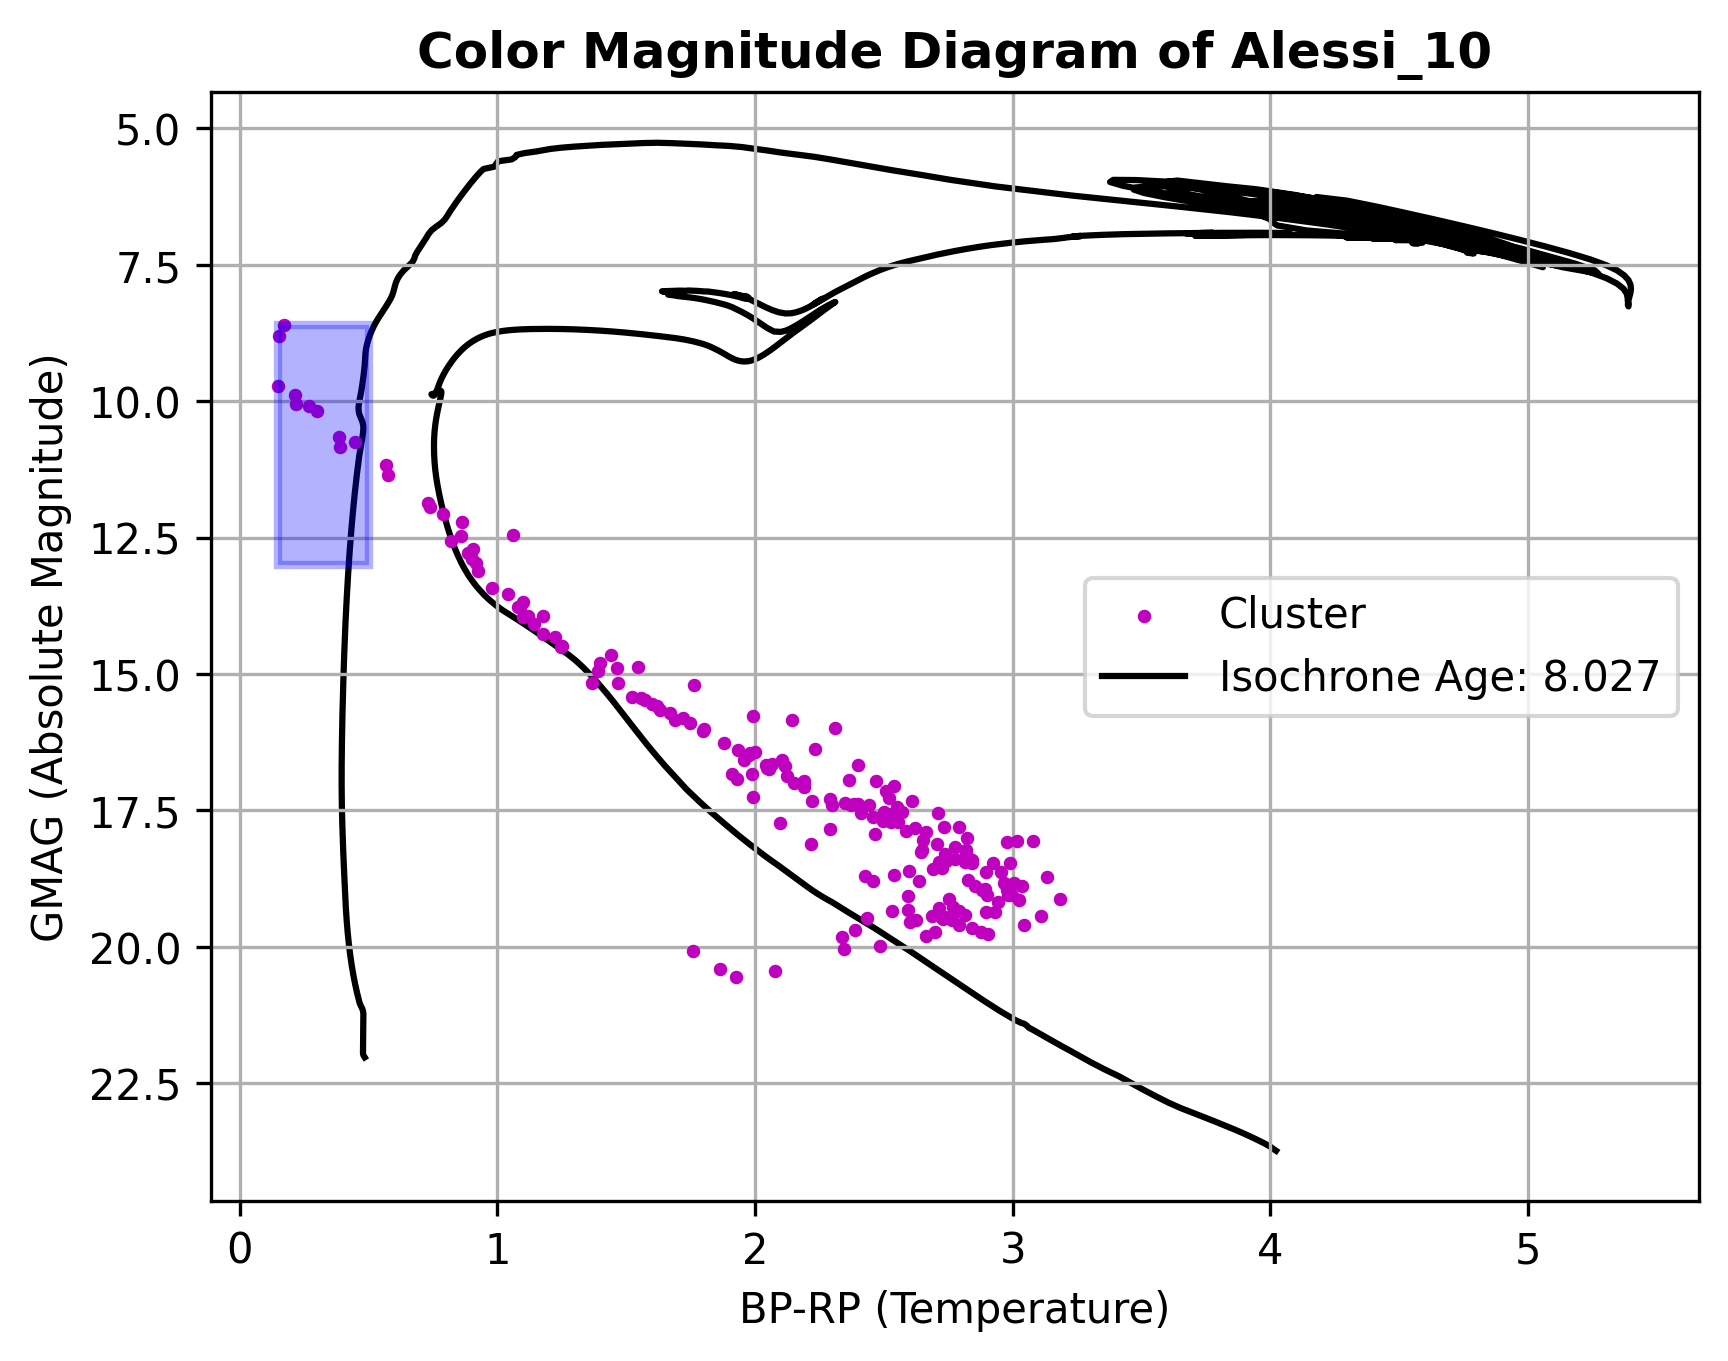 Color Magnitude Diagram of Alessi_10
5.0
7.5
10.0
12.5
15.0
17.5
20.0
22.5
GMAG (Absolute Magnitude)
Cluster
Isochrone Age: 8.027
0 1 2 3 4 5
BP-RP (Temperature)